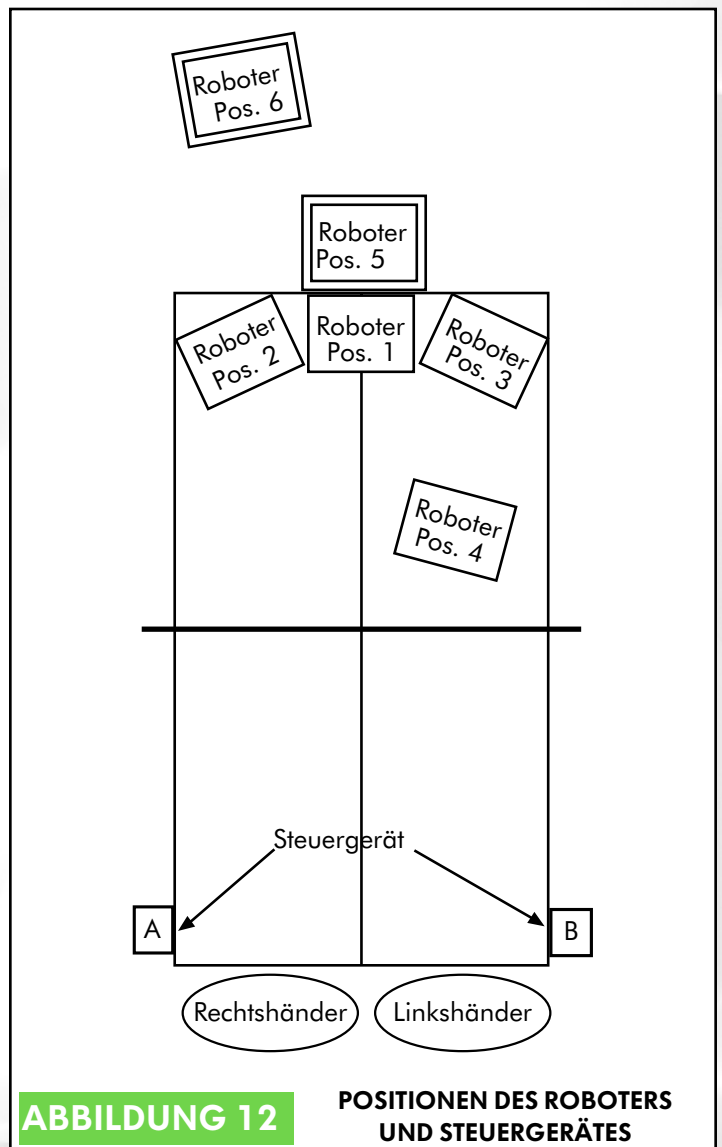 Roboter
Pos. 6
Roboter
Pos. 5
Roboter
Pos. 2
Roboter
Pos. 1
Roboter
Pos. 3
Roboter
Pos. 4
Steuergerät
A
B
Rechtshänder
Linkshänder
ABBILDUNG 12
POSITIONEN DES ROBOTERS
UND STEUERGERÄTES